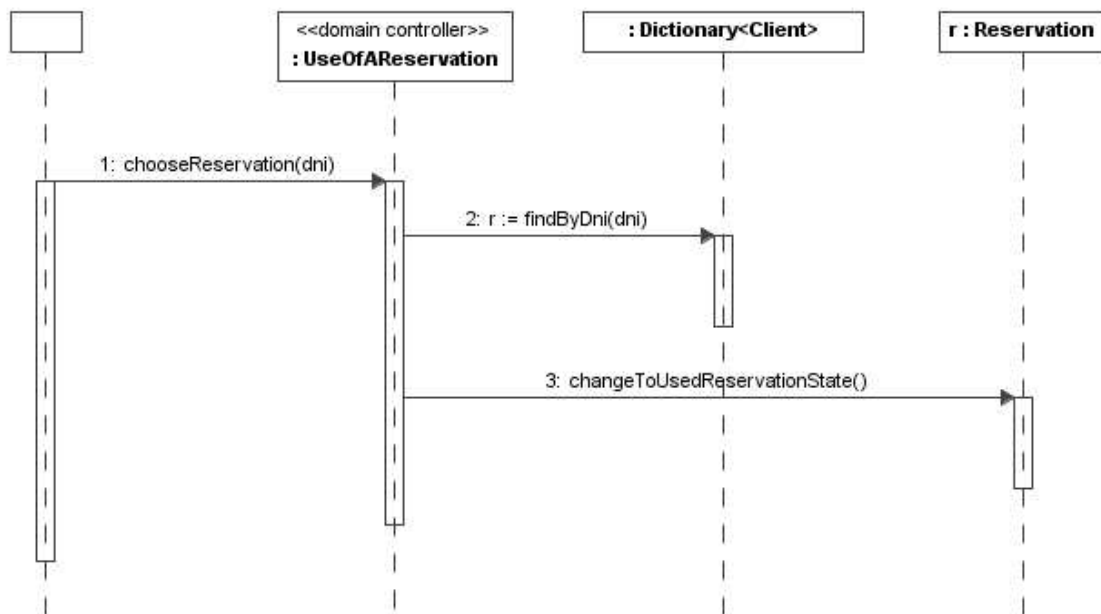 <<domain controller>>
: UseOfAReservation
: Dictionary<Client>
r : Reservation
1: chooseReservation(dni)
2: r := findByDni(dni)
3: changeToUsedReservationState()